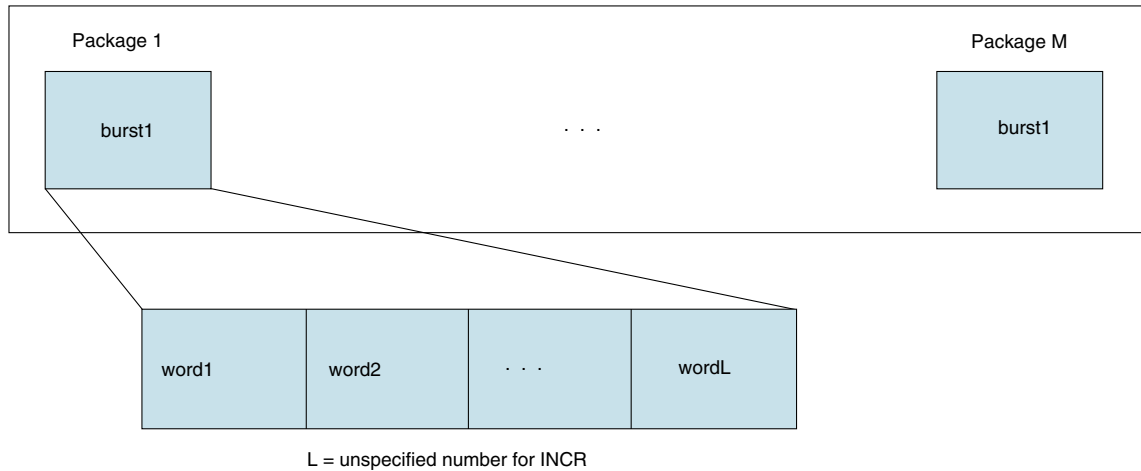 Package 1
Package M
burst1
. . .
burst1
word1
word2
. . .
wordL
L = unspecified number for INCR